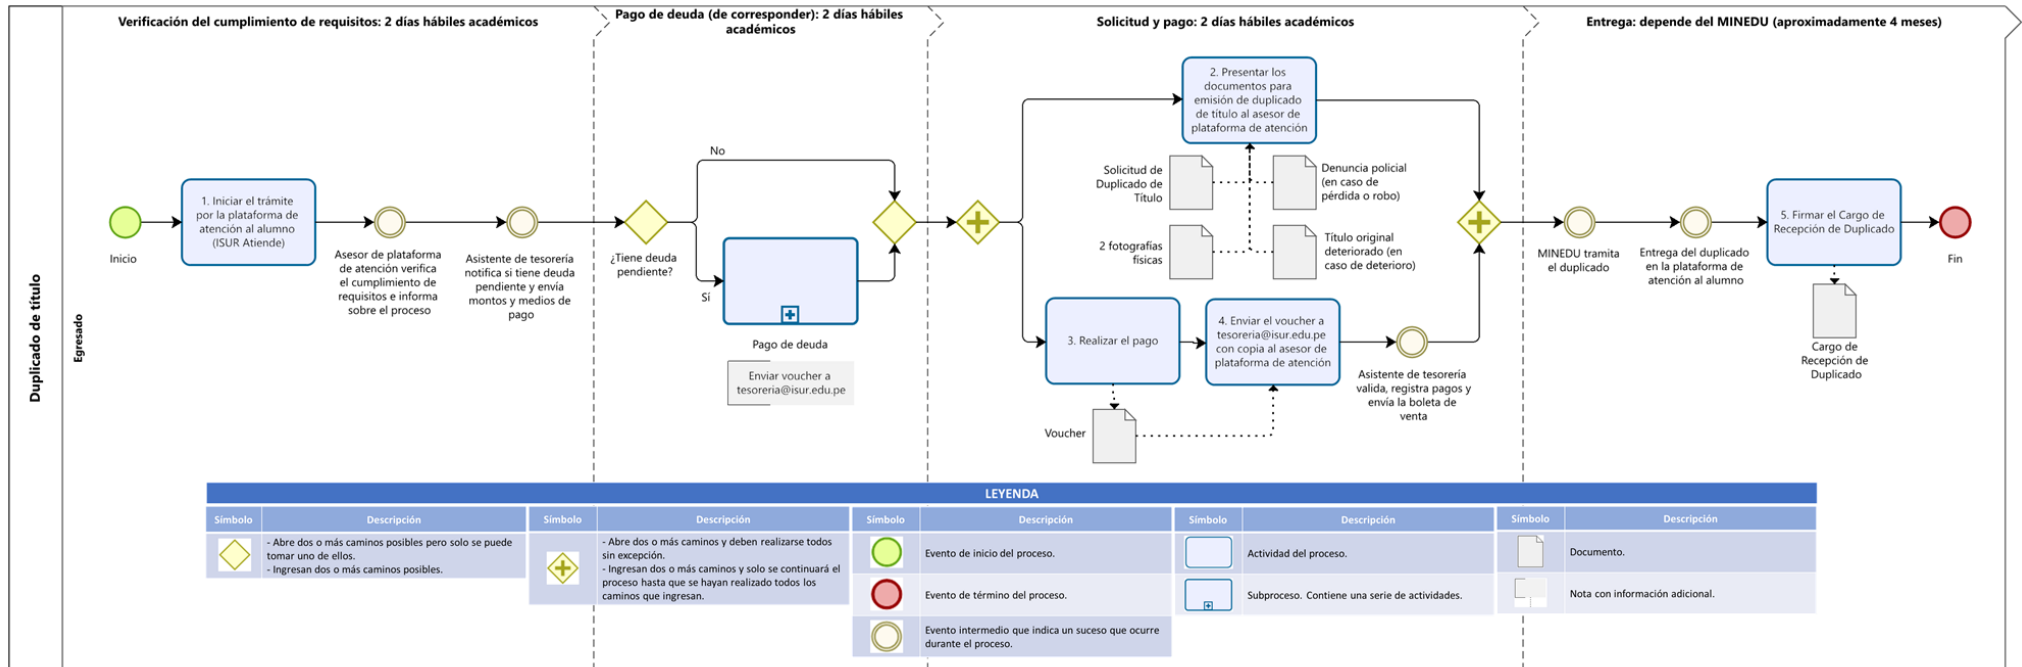 Verificación del cumplimiento de requisitos: 2 días hábiles académicos
Pago de deuda (de corresponder): 2 días hábiles
académicos
Solicitud y pago: 2 días hábiles académicos
Entrega: depende del MINEDU (aproximadamente 4 meses)
Duplicado de título
Egresado
Inicio
1. Iniciar el trámite
por la plataforma de
atención al alumno
(ISUR Atiende)
Asesor de plataforma
de atención verifica
el cumplimiento de
requisitos e informa
sobre el proceso
Asistente de tesorería
notifica si tiene deuda
pendiente y envía
montos y medios de
pago
¿Tiene deuda
pendiente?
No
Sí
Pago de deuda
Enviar voucher a
tesoreria@isur.edu.pe
2. Presentar los
documentos para
emisión de duplicado
de título al asesor de
plataforma de atención
Solicitud de
Duplicado de
Título
Denuncia policial
(en caso de
pérdida o robo)
2 fotografías
físicas
Título original
deteriorado (en
caso de deterioro)
3. Realizar el pago
4. Enviar el voucher a
tesoreria@isur.edu.pe
con copia al asesor de
plataforma de atención
Voucher
Asistente de tesorería
valida, registra pagos y
envía la boleta de
venta
MINEDU tramita
el duplicado
Entrega del duplicado
en la plataforma de
atención al alumno
5. Firmar el Cargo de
Recepción de Duplicado
Cargo de
Recepción de
Duplicado
Fin
LEYENDA
Símbolo Descripción
- Abre dos o más caminos posibles pero solo se puede
tomar uno de ellos.
- Ingresan dos o más caminos posibles.
Símbolo Descripción
- Abre dos o más caminos y deben realizarse todos
sin excepción.
- Ingresan dos o más caminos y solo se continuará el
proceso hasta que se hayan realizado todos los
caminos que ingresan.
Símbolo Descripción
Evento de inicio del proceso.
Evento de término del proceso.
Evento intermedio que indica un suceso que ocurre
durante el proceso.
Símbolo Descripción
Actividad del proceso.
Subproceso. Contiene una serie de actividades.
Símbolo Descripción
Documento.
Nota con información adicional.